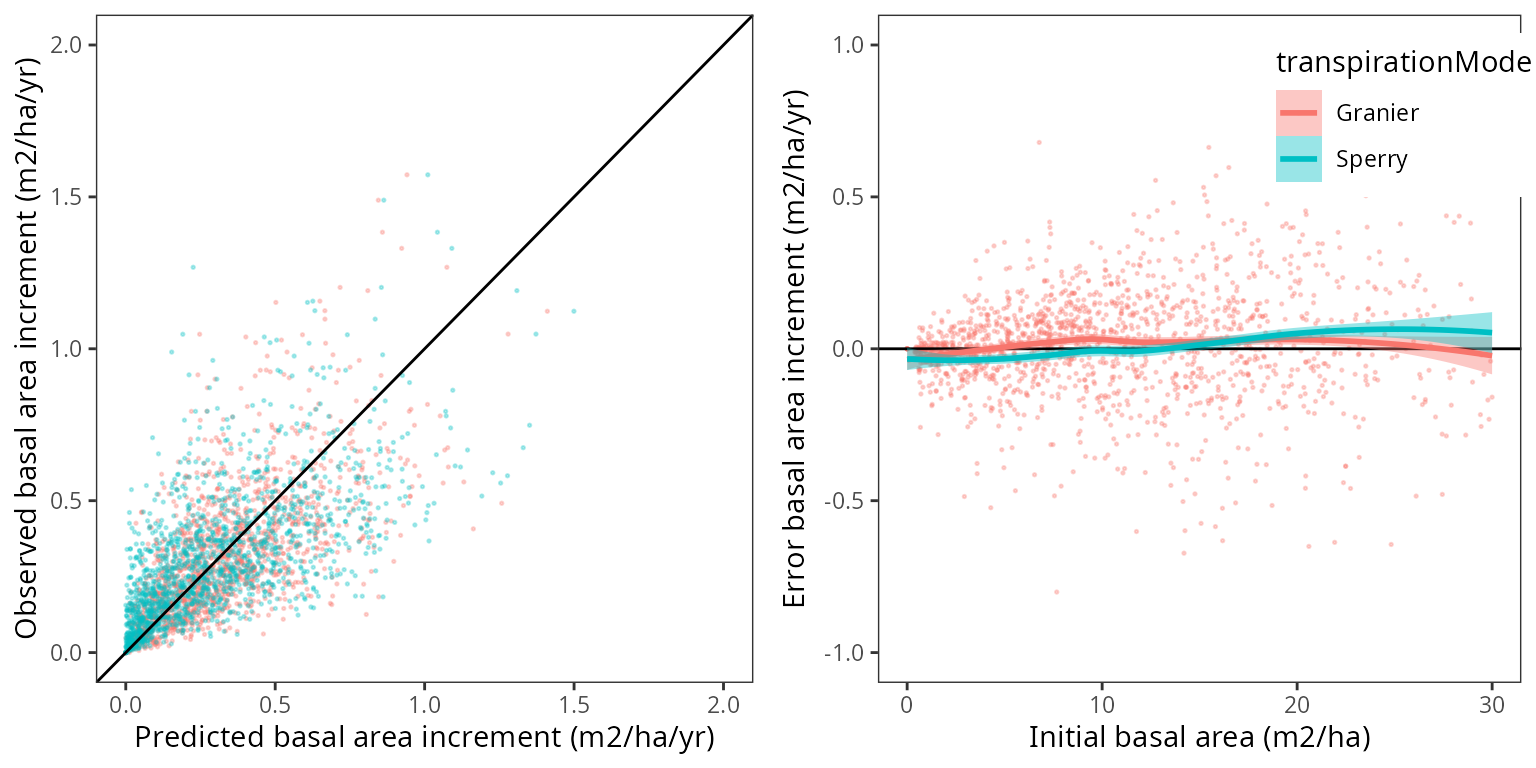 2.0
1.5
1.0
0.5
0.0
Observed basal area increment (m2/ha/yr)
0.0 0.5 1.0 1.5 2.0
Predicted basal area increment (m2/ha/yr)
1.0
0.5
0.0
-0.5
-1.0
Error basal area increment (m2/ha/yr)
transpirationMode
Granier
Sperry
0 10 20 30
Initial basal area (m2/ha)